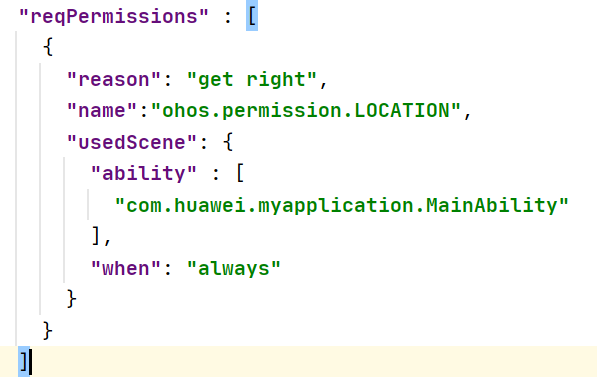 "reqPermissions" : [
{
"reason": "get right",
"name":"ohos.permission.LOCATION",
"usedScene": {
"ability" : [
"com.huawei.myapplication.MainAbility"
],
"when": "always"
}
}
]